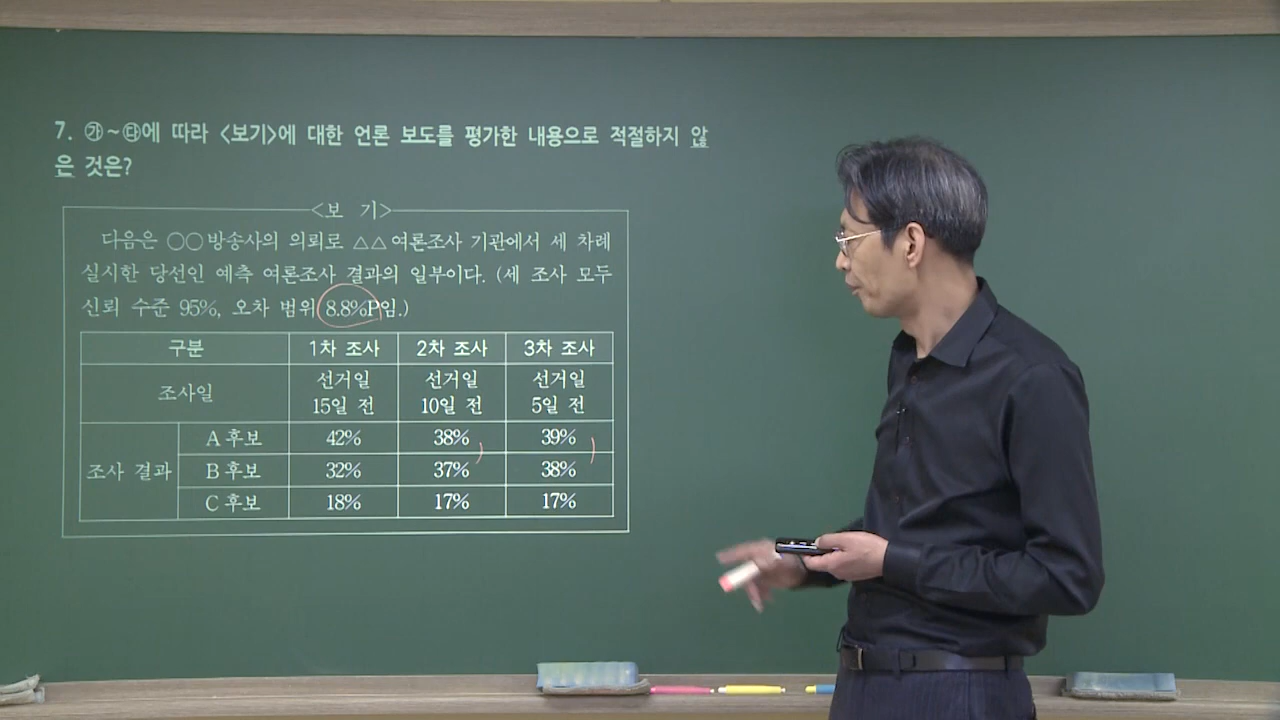 7. ㉮~㉰에 따라 <보기>에 대한 언론 보도를 평가한 내용으로 적절하지 않
은 것은?
<보 기>
다음은 ○○방송사의 의뢰로 △△여론조사 기관에서 세 차례
실시한 당선인 예측 여론조사 결과의 일부이다. (세 조사 모두
신뢰 수준 95%, 오차 범위 8.8%P임.)
구분 1차 조사 2차 조사 3차 조사
조사일 선거일 15일 전 선거일 10일 전 선거일 5일 전
조사 결과 A 후보 42% 38% 39%
B 후보 32% 37% 38%
C 후보 18% 17% 17%